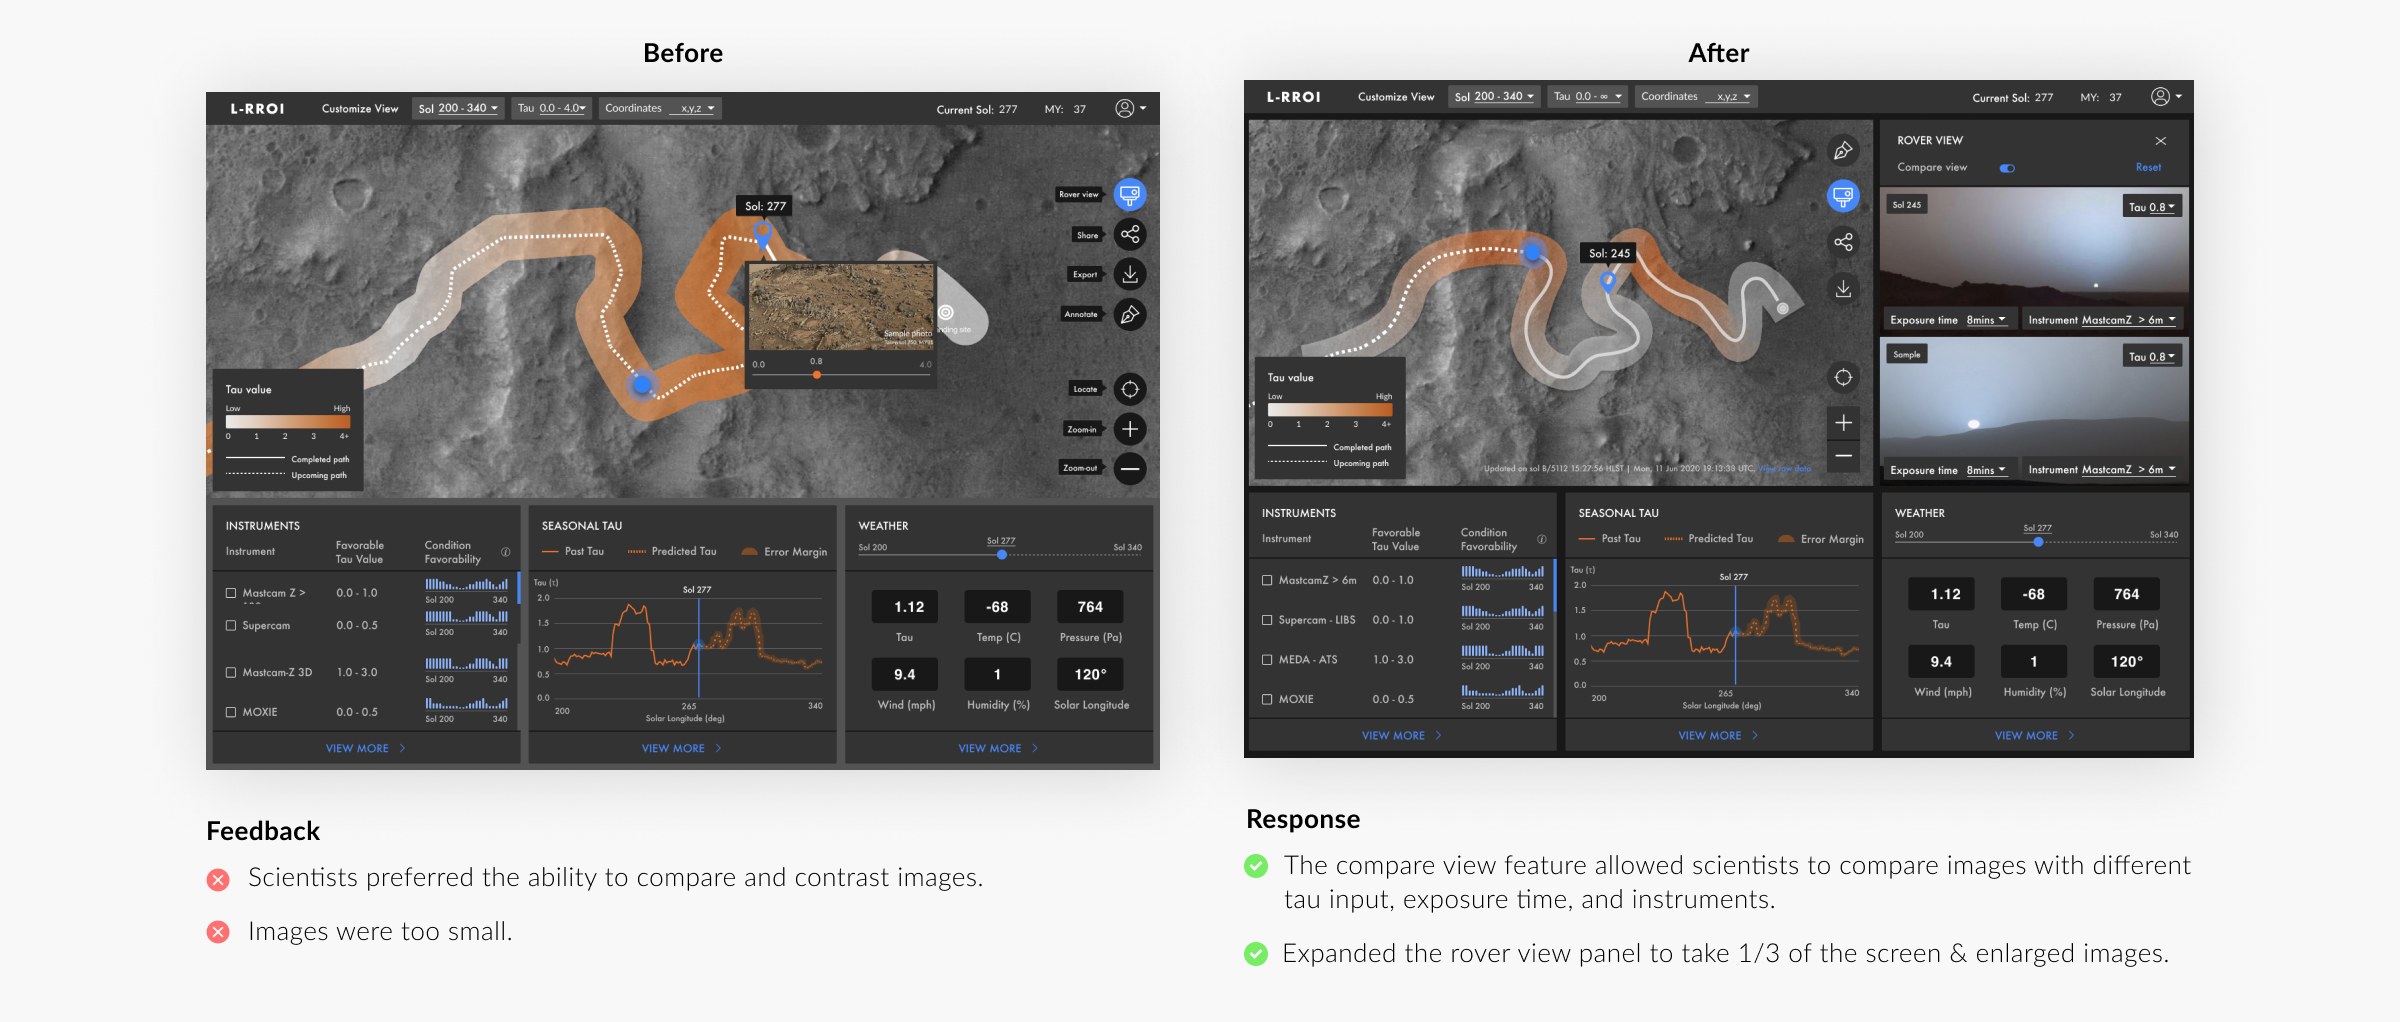 Before
L-RROI
Customize View
Sol 200 - 340
Tau 0.0 - 4.0
Coordinates x,y,z
Current Sol: 277
MY: 37
Sol: 277
Rover view
Share
Export
Annotate
Locate
Zoom-in
Zoom-out
Sample photo
0.0
0.8
4.0
nding site
Tau value
Low High
0 1 2 3 4+
Completed path
Upcoming path
INSTRUMENTS
Instrument
Favorable
Tau Value
Condition
Favorability
Mastcam Z >
0.0 - 1.0
Sol 200 340
Supercam
0.0 - 0.5
Sol 200 340
Mastcam-Z 3D
1.0 - 3.0
Sol 200 340
MOXIE
0.0 - 0.5
Sol 200 340
VIEW MORE
SEASONAL TAU
Past Tau
Predicted Tau
Error Margin
Tau (τ)
Sol 277
2.0
1.5
1.0
0.5
0.0
200 265 340
Solar Longitude (deg)
VIEW MORE
WEATHER
Sol 200
Sol 277
Sol 340
1.12 -68 764
Tau Temp (C) Pressure (Pa)
9.4 1 120°
Wind (mph) Humidity (%) Solar Longitude
VIEW MORE
Feedback
Scientists preferred the ability to compare and contrast images.
Images were too small.
After
L-RROI
Customize View
Sol 200 - 340
Tau 0.0 - ∞
Coordinates x,y,z
Current Sol: 277
MY: 37
Sol: 245
Tau value
Low High
0 1 2 3 4+
Completed path
Upcoming path
Updated on sol B/5112 15:27:56 HLST | Mon, 11 Jun 2020 19:13:38 UTC. View raw data
ROVER VIEW
Compare view
Reset
Sol 245
Tau 0.8
Exposure time 8mins
Instrument MastcamZ > 6m
Sample
Tau 0.8
Exposure time 8mins
Instrument MastcamZ > 6m
INSTRUMENTS
Instrument
Favorable
Tau Value
Condition
Favorability
MastcamZ > 6m
0.0 - 1.0
Sol 200 340
Supercam - LIBS
0.0 - 1.0
Sol 200 340
MEDA - ATS
1.0 - 3.0
Sol 200 340
MOXIE
0.0 - 0.5
Sol 200 340
VIEW MORE
SEASONAL TAU
Past Tau
Predicted Tau
Error Margin
Tau (τ)
Sol 277
2.0
1.5
1.0
0.5
0.0
200 265 340
Solar Longitude (deg)
VIEW MORE
WEATHER
Sol 200
Sol 277
Sol 340
1.12 -68 764
Tau Temp (C) Pressure (Pa)
9.4 1 120°
Wind (mph) Humidity (%) Solar Longitude
VIEW MORE
Response
The compare view feature allowed scientists to compare images with different
tau input, exposure time, and instruments.
Expanded the rover view panel to take 1/3 of the screen & enlarged images.